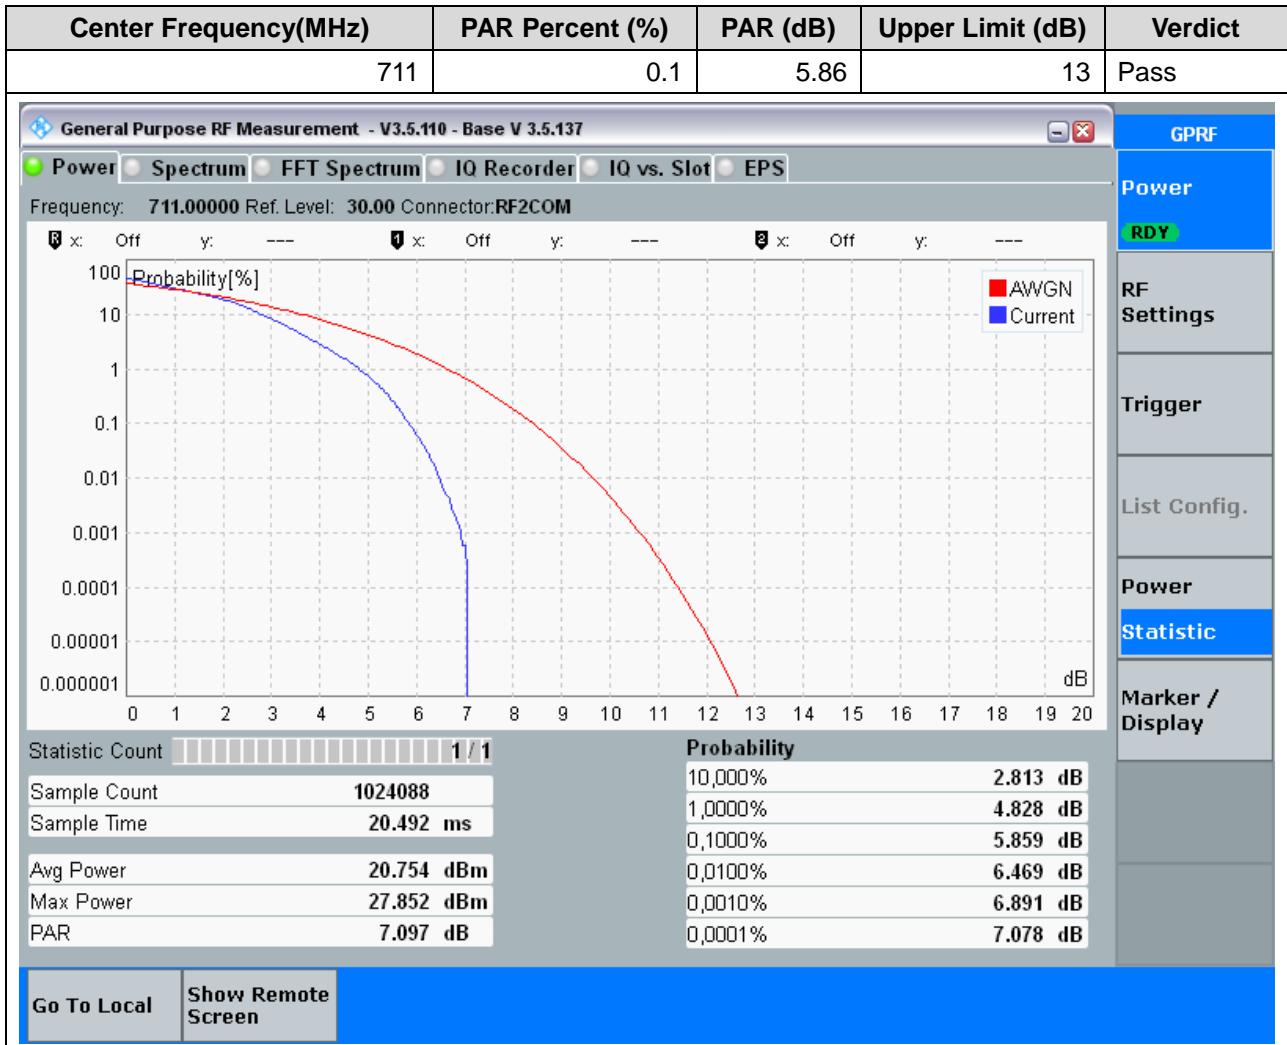 Center Frequency(MHz) PAR Percent (%) PAR (dB) Upper Limit (dB) Verdict
711 0.1 5.86 13 Pass
General Purpose RF Measurement - V3.5.110 - Base V 3.5.137
GPRF
Power Spectrum FFT Spectrum IQ Recorder IQ vs. Slot EPS
Power
RDY
Frequency: 711.00000 Ref. Level: 30.00 Connector:RF2COM
R x: Off y: --- 1 x: Off y: --- 2 x: Off y: ---
100 Probability[%]
AWGN
Current
10
1
0.1
0.01
0.001
0.0001
0.00001
0.000001
dB
0 1 2 3 4 5 6 7 8 9 10 11 12 13 14 15 16 17 18 19 20
RF
Settings
Trigger
List Config.
Power
Statistic
Marker /
Display
Statistic Count 1 / 1
Sample Count 1024088
Sample Time 20.492 ms
Avg Power 20.754 dBm
Max Power 27.852 dBm
PAR 7.097 dB
Probability
10,000% 2.813 dB
1,0000% 4.828 dB
0,1000% 5.859 dB
0,0100% 6.469 dB
0,0010% 6.891 dB
0,0001% 7.078 dB
Go To Local
Show Remote
Screen